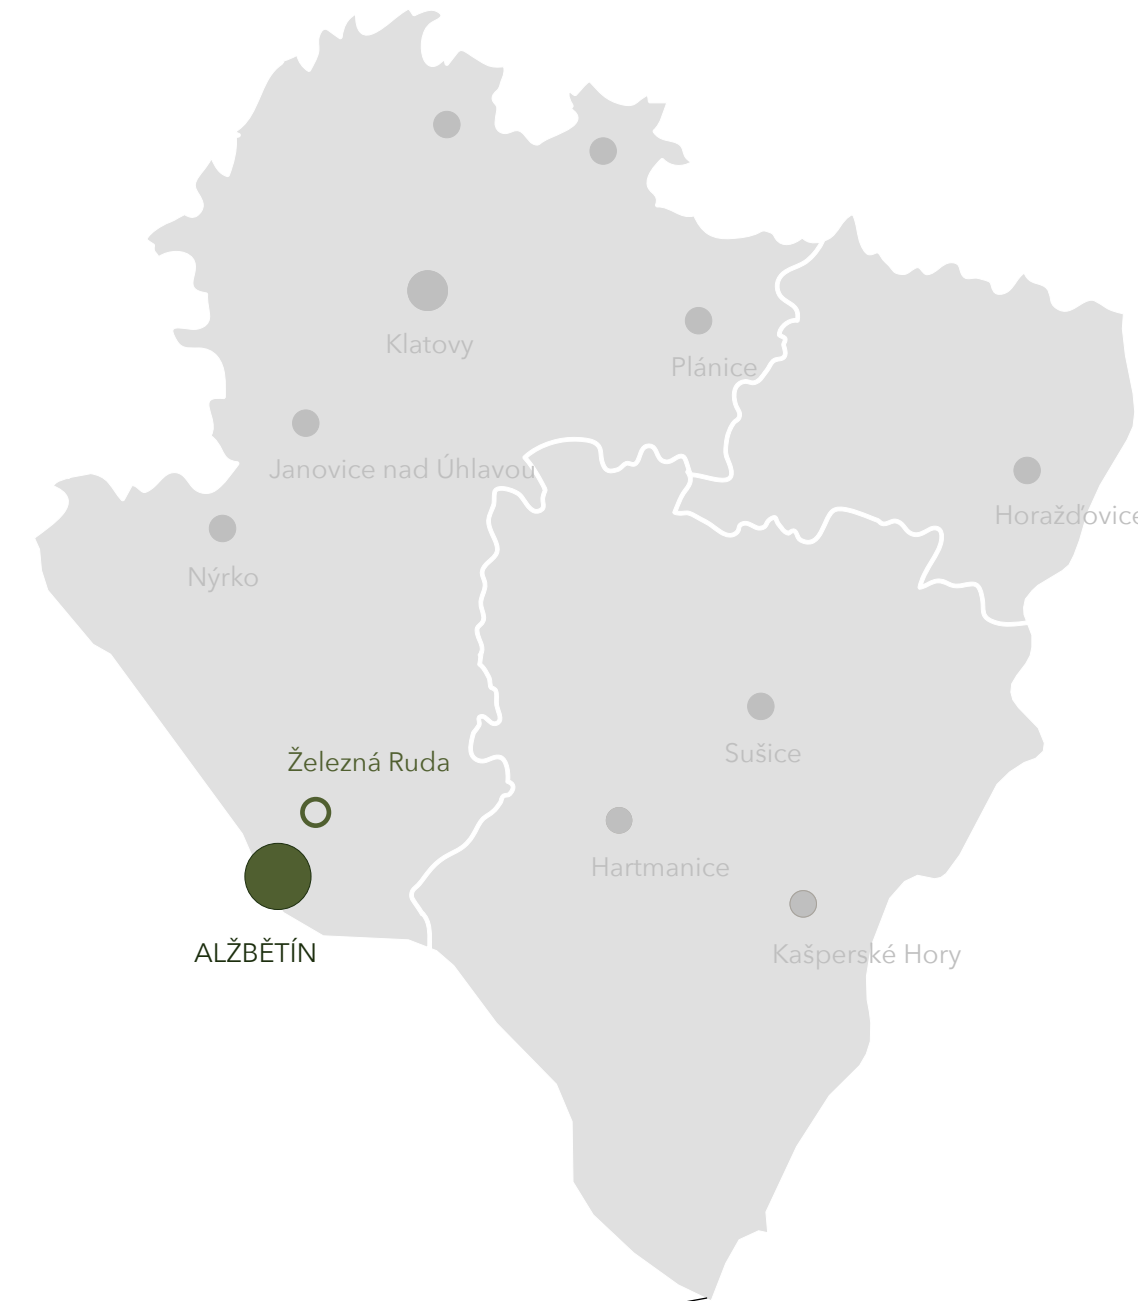 Klatovy
Plánice
Janovice nad Úhlavou
Horažďovice
Nýrko
Železná Ruda
Sušice
Hartmanice
ALŽBĚTÍN
Kašperské Hory